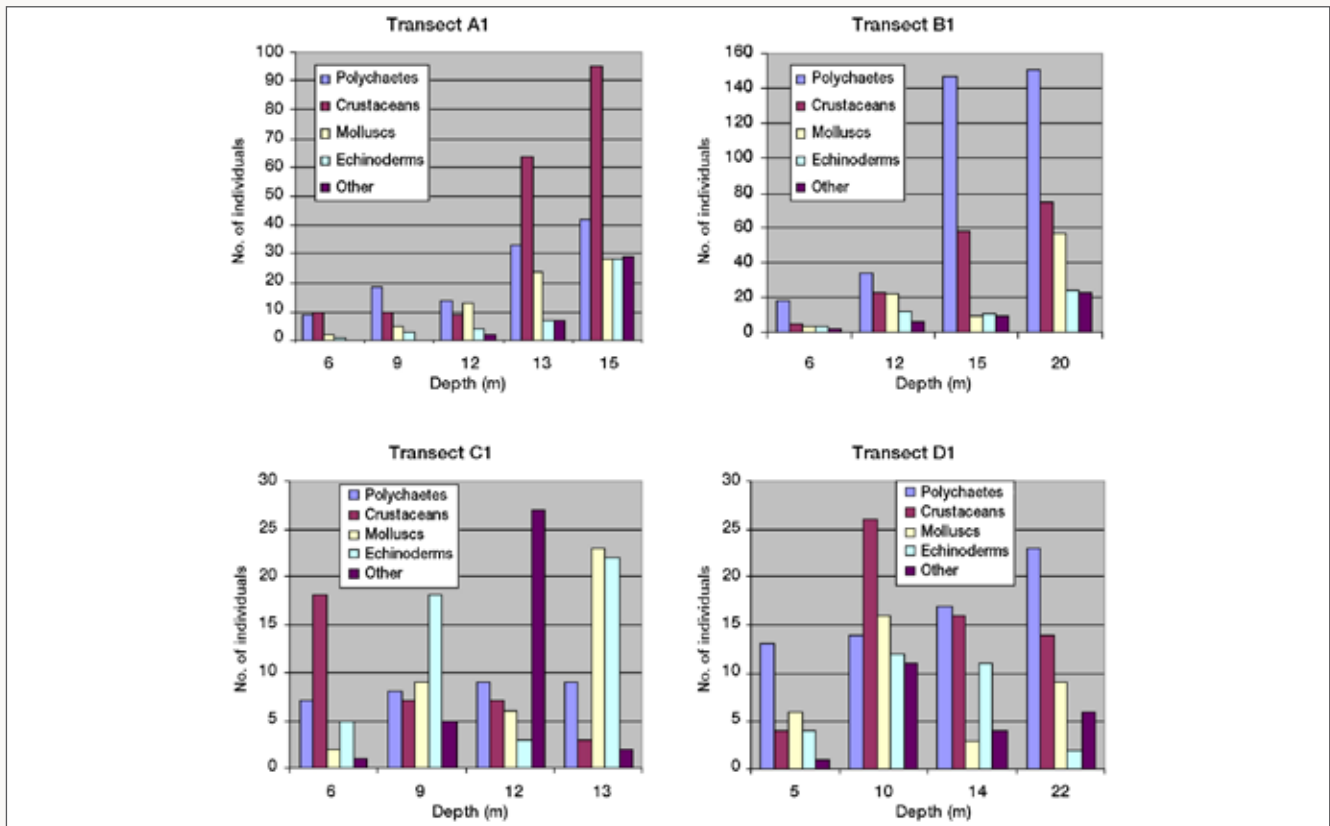 Transect A1
100
90
80
70
60
50
40
30
20
10
0
No. of individuals
Polychaetes
Crustaceans
Molluscs
Echinoderms
Other
6 9 12 13 15
Depth (m)
Transect B1
160
140
120
100
80
60
40
20
0
No. of individuals
Polychaetes
Crustaceans
Molluscs
Echinoderms
Other
6 12 15 20
Depth (m)
Transect C1
30
25
20
15
10
5
0
No. of individuals
Polychaetes
Crustaceans
Molluscs
Echinoderms
Other
6 9 12 13
Depth (m)
Transect D1
30
25
20
15
10
5
0
No. of individuals
Polychaetes
Crustaceans
Molluscs
Echinoderms
Other
5 10 14 22
Depth (m)